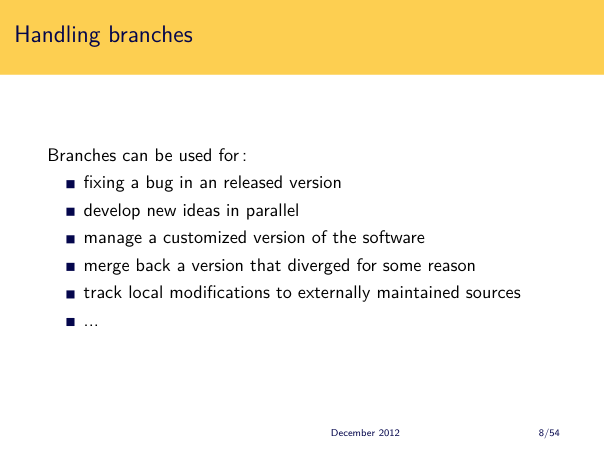 Handling branches
Branches can be used for :
fixing a bug in an released version
develop new ideas in parallel
manage a customized version of the software
merge back a version that diverged for some reason
track local modifications to externally maintained sources
...
December 2012
8/54